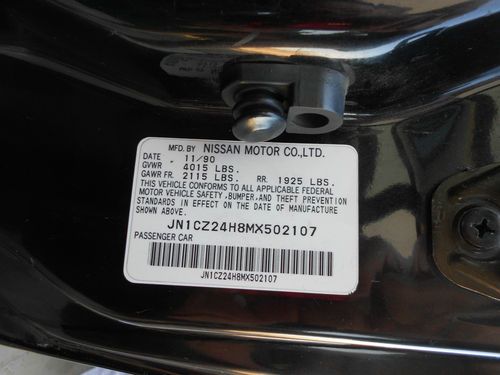 MFD. BY NISSAN MOTOR CO.,LTD.
DATE 11/90
GVWR 4015 LBS.
GAWR FR. 2115 LBS. RR. 1925 LBS.
THIS VEHICLE CONFORMS TO ALL APPLICABLE FEDERAL
MOTOR VEHICLE SAFETY, BUMPER, AND THEFT PREVENTION
STANDARDS IN EFFECT ON THE DATE OF MANUFACTURE
SHOWN ABOVE.
JN1CZ24H8MX502107
PASSENGER CAR
JN1CZ24H8MX502107